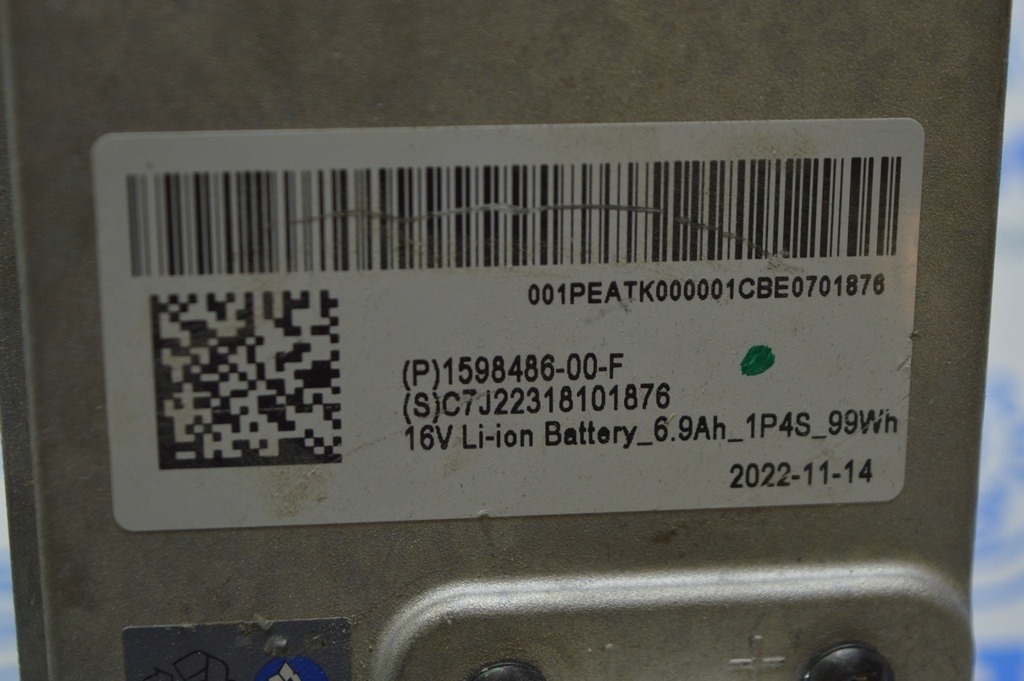 001PEATK000001CBE0701876
(P)1598486-00-F
(S)C7J22318101876
16V Li-ion Battery_6.9Ah_1P4S_99Wh
2022-11-14
+